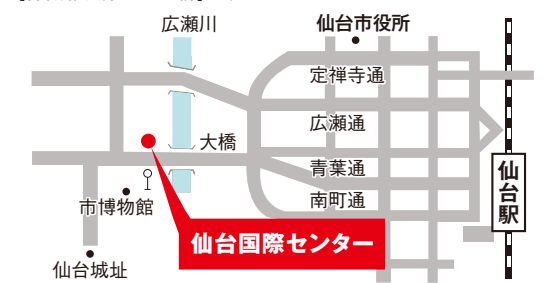 広瀬川
仙台市役所
定禅寺通
広瀬通
大橋
青葉通
仙台駅
南町通
市博物館
仙台国際センター
仙台城址